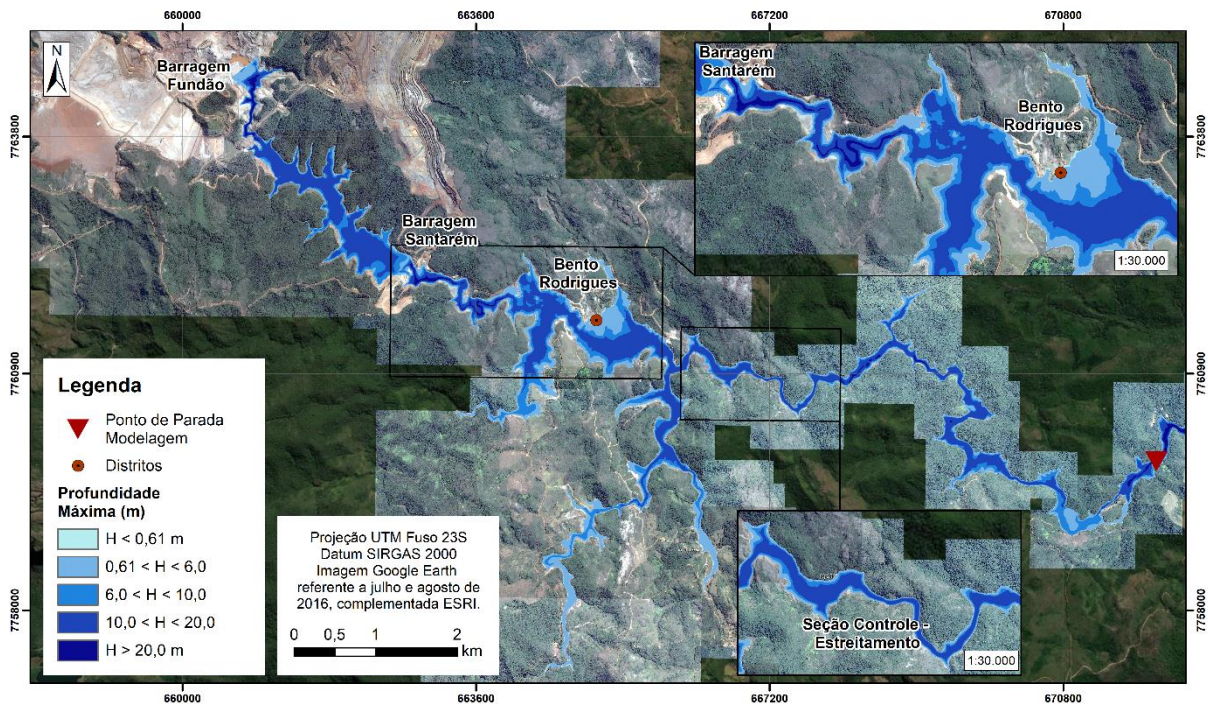 660000
663600
667200
670800
N
Barragem
Fundão
Barragem
Santarém
Bento
Rodrigues
7763800
7763800
1:30.000
Barragem
Santarém
Bento
Rodrigues
7760900
7760900
Legenda
Ponto de Parada
Modelagem
Distritos
Profundidade
Máxima (m)
H < 0,61 m
0,61 < H < 6,0
6,0 < H < 10,0
10,0 < H < 20,0
H > 20,0 m
Projeção UTM Fuso 23S
Datum SIRGAS 2000
Imagem Google Earth
referente a julho e agosto de
2016, complementada ESRI.
0 0,5 1 2
km
Seção Controle -
Estreitamento
1:30.000
7758000
7758000
660000
663600
667200
670800